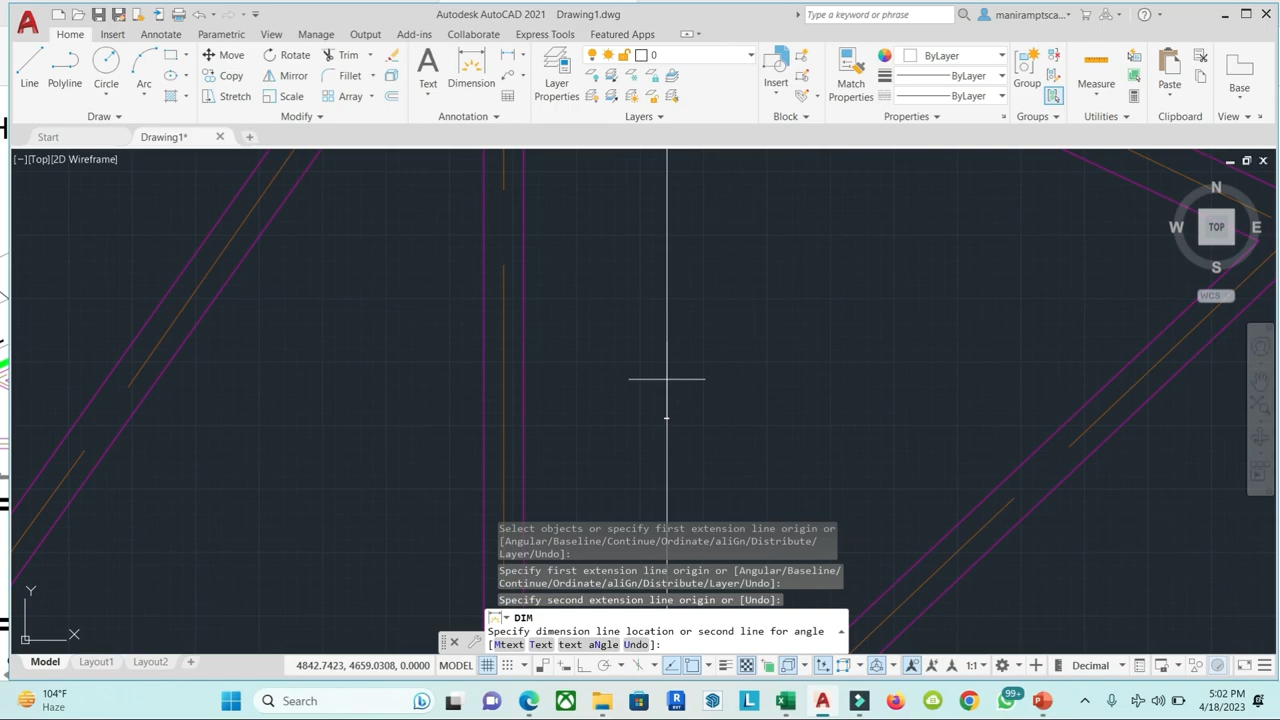 Autodesk AutoCAD 2021 Drawing1.dwg
Type a keyword or phrase
maniramptsca...
Home Insert Annotate Parametric View Manage Output Add-ins Collaborate Express Tools Featured Apps
Line Polyline Circle Arc
Move Rotate Trim
Copy Mirror Fillet
Stretch Scale Array
Text Dimension
Layer
Properties
0
Insert
Match
Properties
ByLayer
ByLayer
ByLayer
Group
Measure
Paste
Base
Draw Modify Annotation Layers Block Properties Groups Utilities Clipboard View
Start Drawing1*
[−][Top][2D Wireframe]
N
W TOP E
S
WCS
Select objects or specify first extension line origin or
[Angular/Baseline/Continue/Ordinate/aliGn/Distribute/
Layer/Undo]:
Specify first extension line origin or [Angular/Baseline/
Continue/Ordinate/aliGn/Distribute/Layer/Undo]:
Specify second extension line origin or [Undo]:
DIM
Specify dimension line location or second line for angle
[Mtext Text text aNgle Undo]:
Y
X
Model Layout1 Layout2
4842.7423, 4659.0308, 0.0000 MODEL 1:1 Decimal
104°F
Haze
Search
99+
5:02 PM
4/18/2023